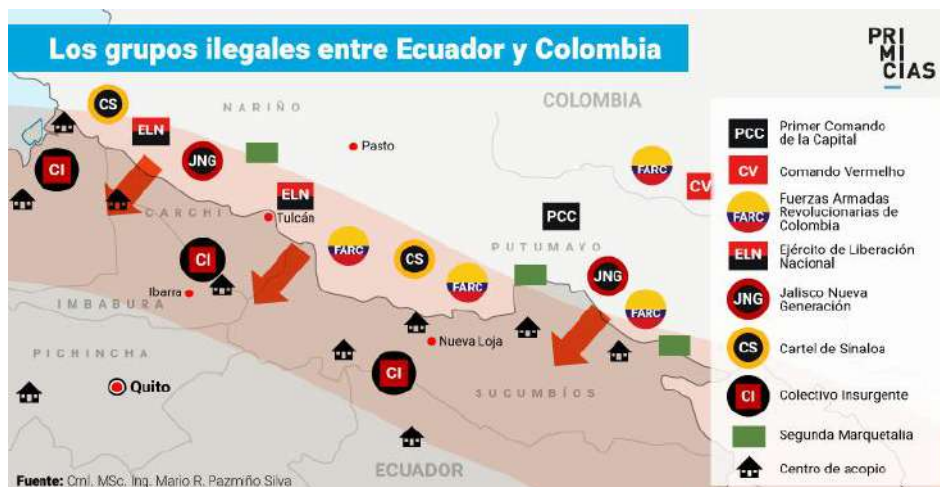 Los grupos ilegales entre Ecuador y Colombia
PRI
MI
CIAS
CS
NARIÑO
COLOMBIA
ELN
CI
JNG
Pasto
FARC
CV
ELN
PCC
CARCHI
Tulcán
PUTUMAYO
CI
FARC
CS
FARC
JNG
Ibarra
IMBABURA
FARC
PICHINCHA
Nueva Loja
CI
Quito
SUCUMBÍOS
ECUADOR
PCC
Primer Comando
de la Capital
CV
Comando Vermelho
FARC
Fuerzas Armadas
Revolucionarias de
Colombia
ELN
Ejército de Liberación
Nacional
JNG
Jalisco Nueva
Generación
CS
Cartel de Sinaloa
CI
Colectivo Insurgente
Segunda Marquetalia
Centro de acopio
Fuente: Crnl. MSc. Ing. Mario R. Pazmiño Silva